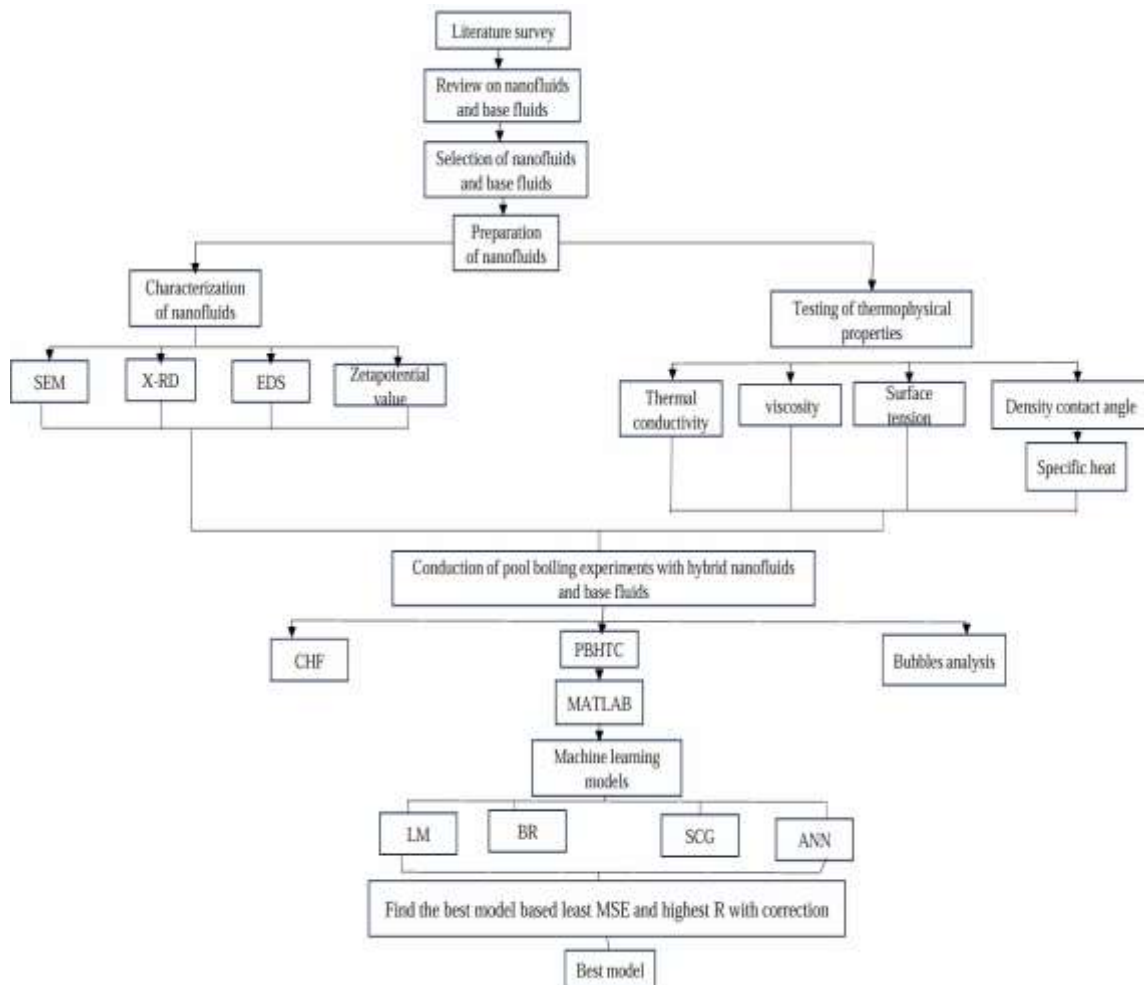 Literature survey
Review on nanofluids
and base fluids
Selection of nanofluids
and base fluids
Preparation
of nanofluids
Characterization
of nanofluids
Testing of thermophysical
properties
SEM
X-RD
EDS
Zetapotential
value
Thermal
conductivity
viscosity
Surface
tension
Density contact angle
Specific heat
Conduction of pool boiling experiments with hybrid nanofluids
and base fluids
CHF
PBHTC
Bubbles analysis
MATLAB
Machine learning
models
LM
BR
SCG
ANN
Find the best model based least MSE and highest R with correction
Best model